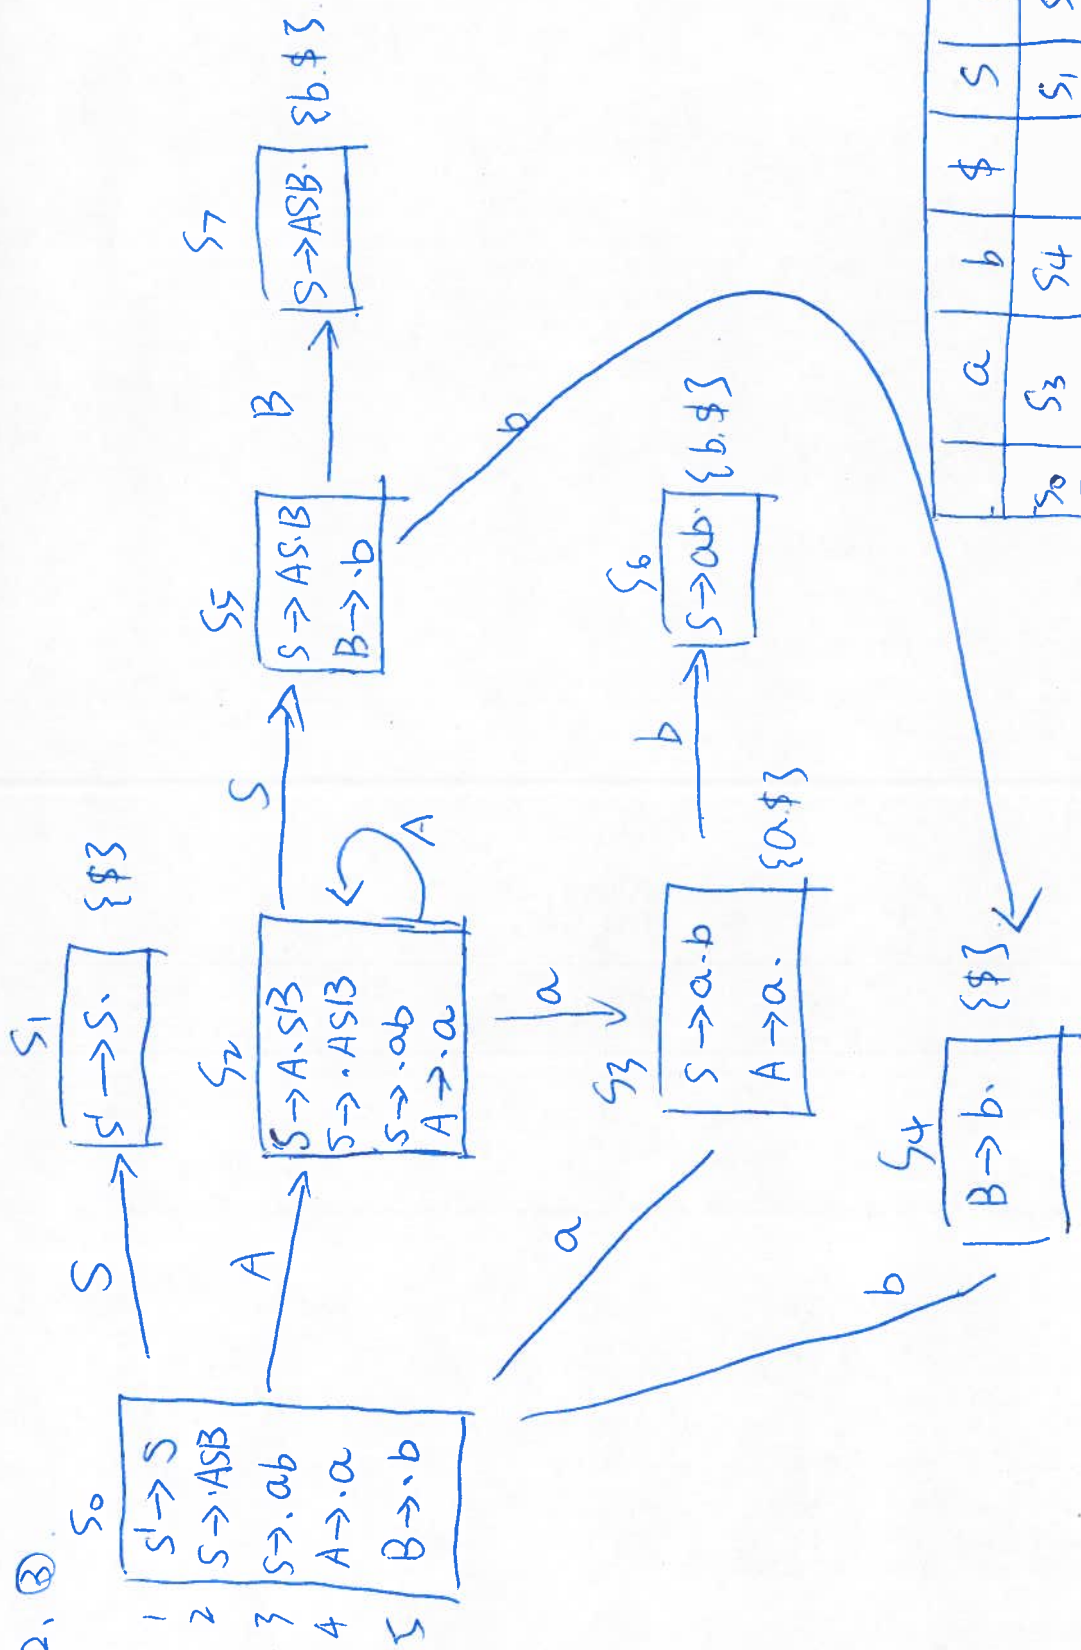 2. ③
S0
1 S'→S
2 S→.ASB
3 S→.ab
4 A→.a
5 B→.b
S
S1
S'→S.
{$}
A
S2
S→A.SB
S→.ASB
S→.ab
A→.a
A
S
S5
S→AS.B
B→.b
B
S7
S→ASB.
{b.$}
a
a
S3
S→a.b
A→a.
{a.$}
b
S6
S→ab.
{b.$}
b
b
S4
B→b.
{$}
a b $ S
S0 S3 S4 S1